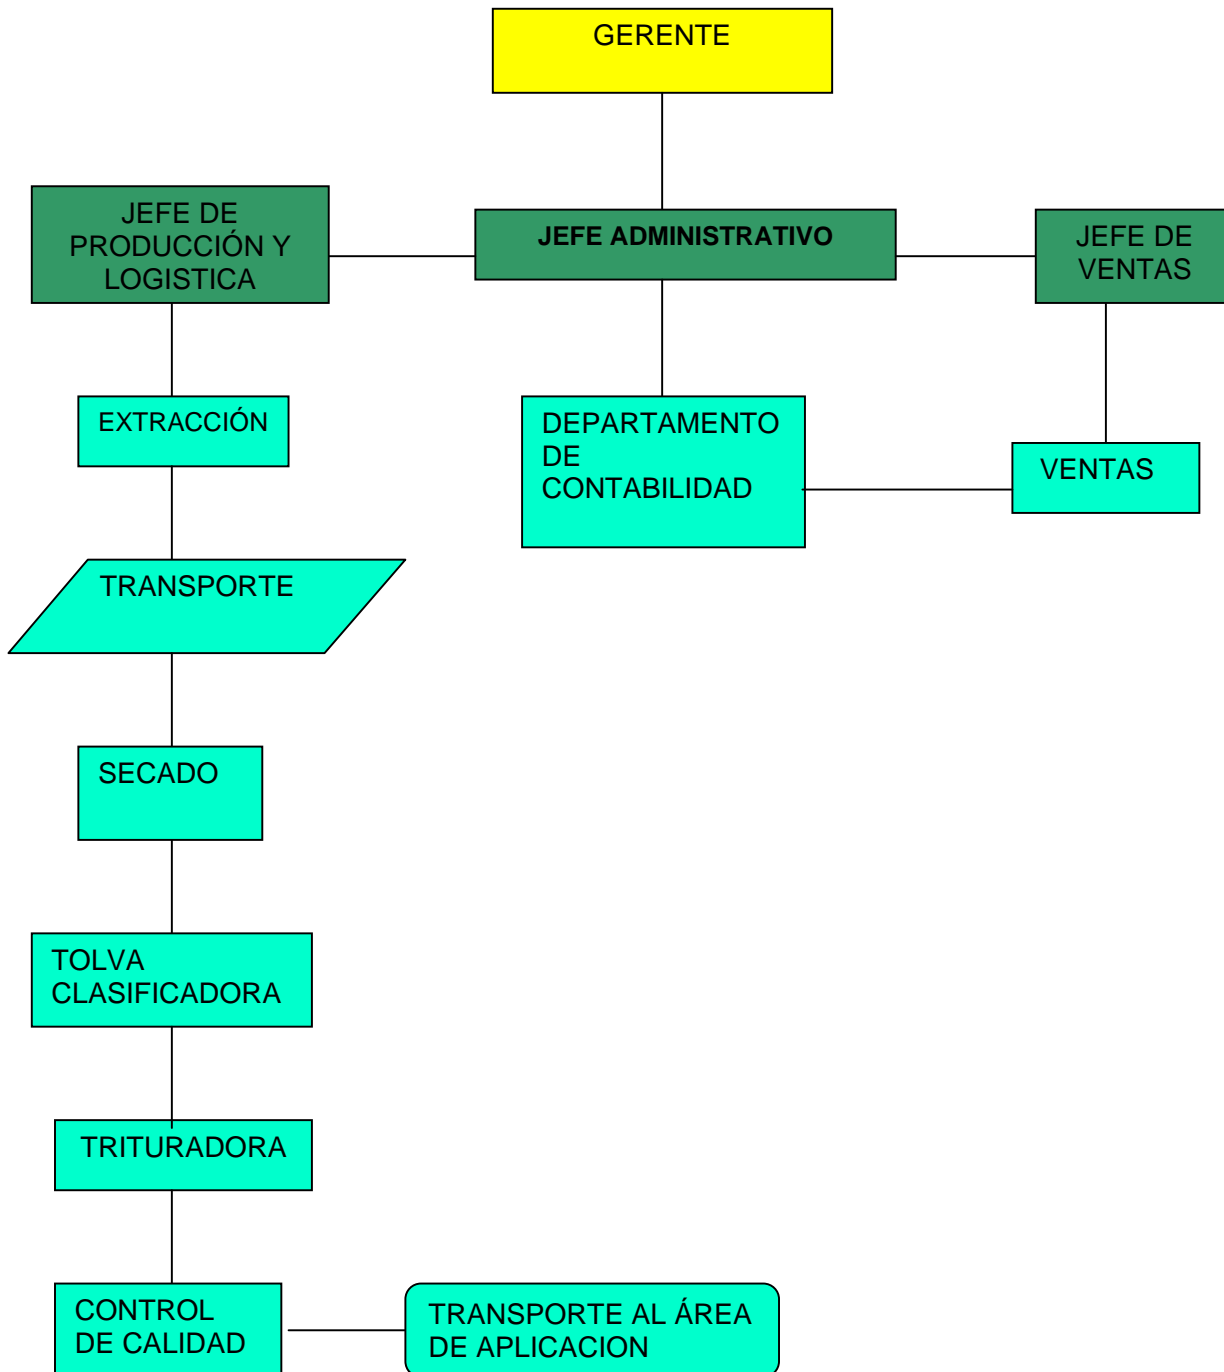 GERENTE
JEFE DE
PRODUCCIÓN Y
LOGISTICA
JEFE ADMINISTRATIVO
JEFE DE
VENTAS
EXTRACCIÓN
DEPARTAMENTO
DE
CONTABILIDAD
VENTAS
TRANSPORTE
SECADO
TOLVA
CLASIFICADORA
TRITURADORA
CONTROL
DE CALIDAD
TRANSPORTE AL ÁREA
DE APLICACION